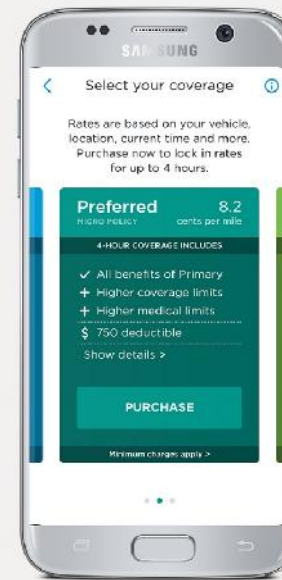 SAMSUNG
Select your coverage
Rates are based on your vehicle,
location, current time and more.
Purchase now to lock in rates
for up to 4 hours.
Preferred 8.2
MICRO POLICY cents per mile
4-HOUR COVERAGE INCLUDES
✓ All benefits of Primary
+ Higher coverage limits
+ Higher medical limits
$ 750 deductible
Show details >
PURCHASE
Minimum charges apply >